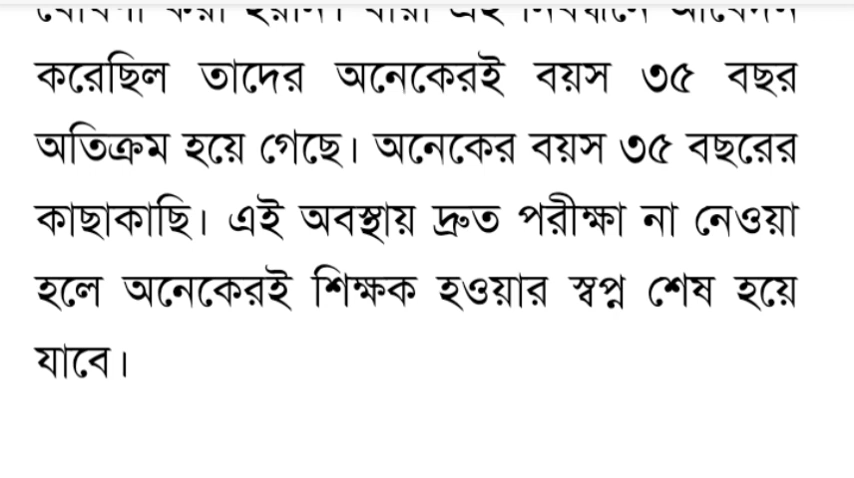 করেছিল তাদের অনেকেরই বয়স ৩৫ বছর
অতিক্রম হয়ে গেছে। অনেকের বয়স ৩৫ বছরের
কাছাকাছি। এই অবস্থায় দ্রুত পরীক্ষা না নেওয়া
হলে অনেকেরই শিক্ষক হওয়ার স্বপ্ন শেষ হয়ে
যাবে।